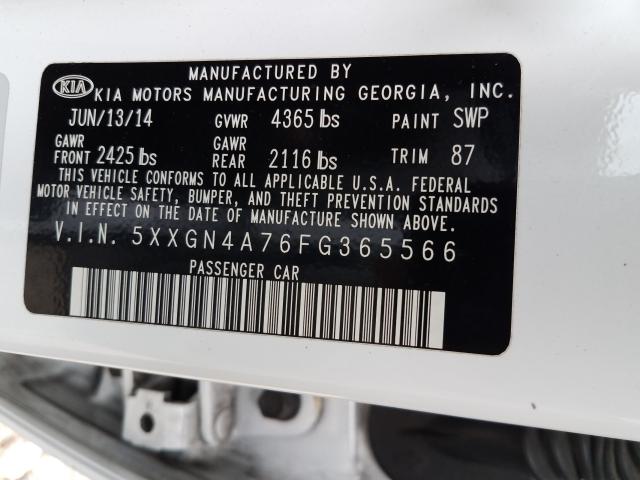 MANUFACTURED BY
KIA KIA MOTORS MANUFACTURING GEORGIA, INC.
JUN/13/14 GVWR 4365 lbs PAINT SWP
GAWR GAWR
FRONT 2425 lbs REAR 2116 lbs TRIM 87
THIS VEHICLE CONFORMS TO ALL APPLICABLE U.S.A. FEDERAL
MOTOR VEHICLE SAFETY, BUMPER, AND THEFT PREVENTION STANDARDS
IN EFFECT ON THE DATE OF MANUFACTURE SHOWN ABOVE.
V.I.N. 5XXGN4A76FG365566
PASSENGER CAR